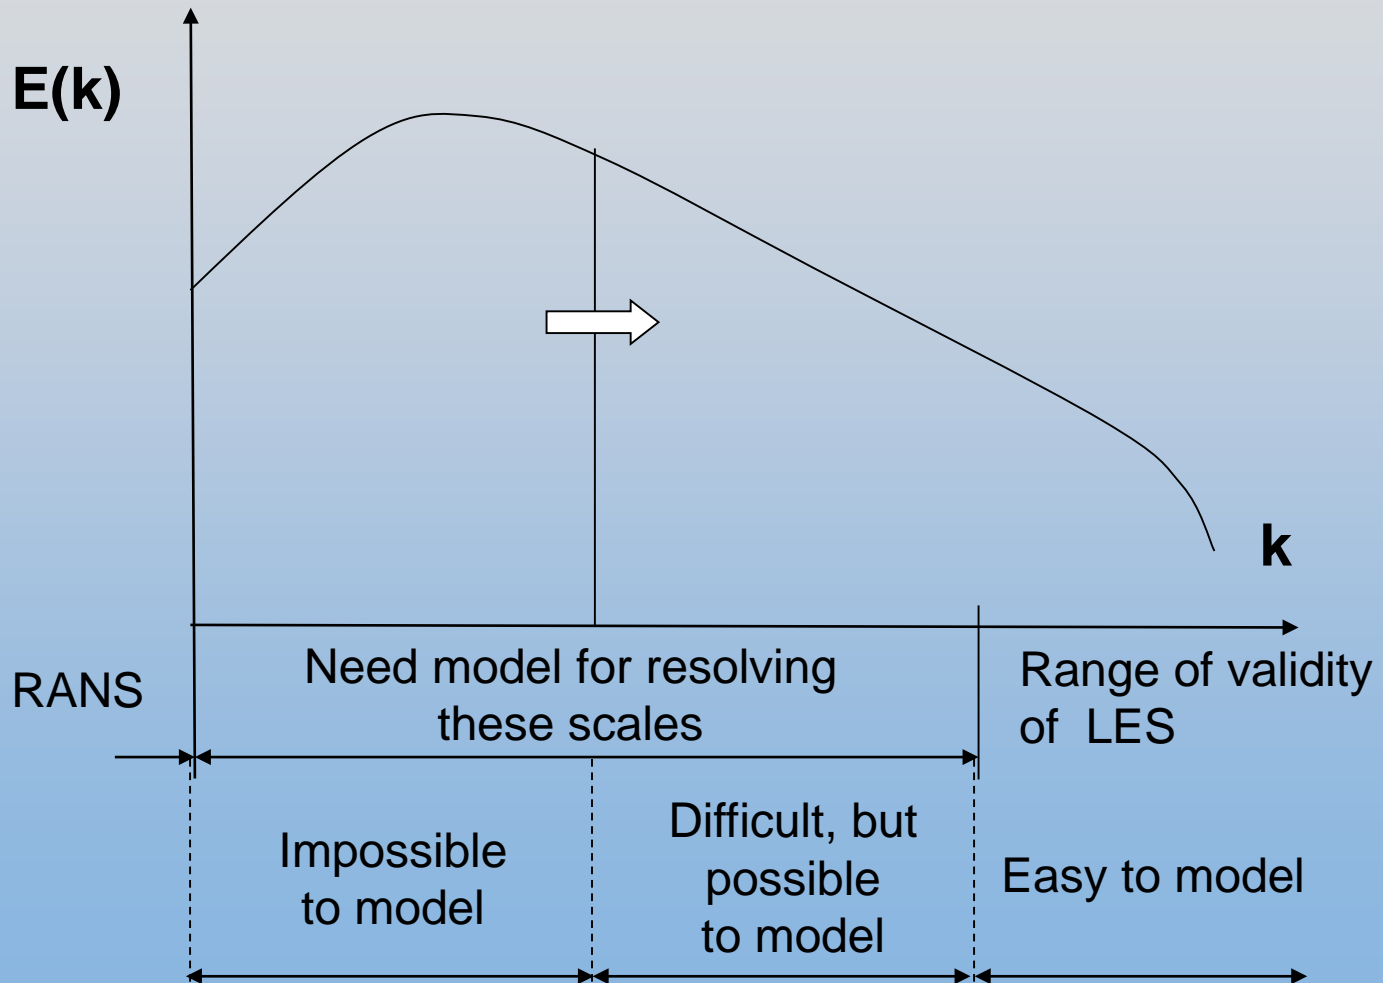 E(k)
k
RANS
Need model for resolving
these scales
Range of validity
of LES
Impossible
to model
Difficult, but
possible
to model
Easy to model